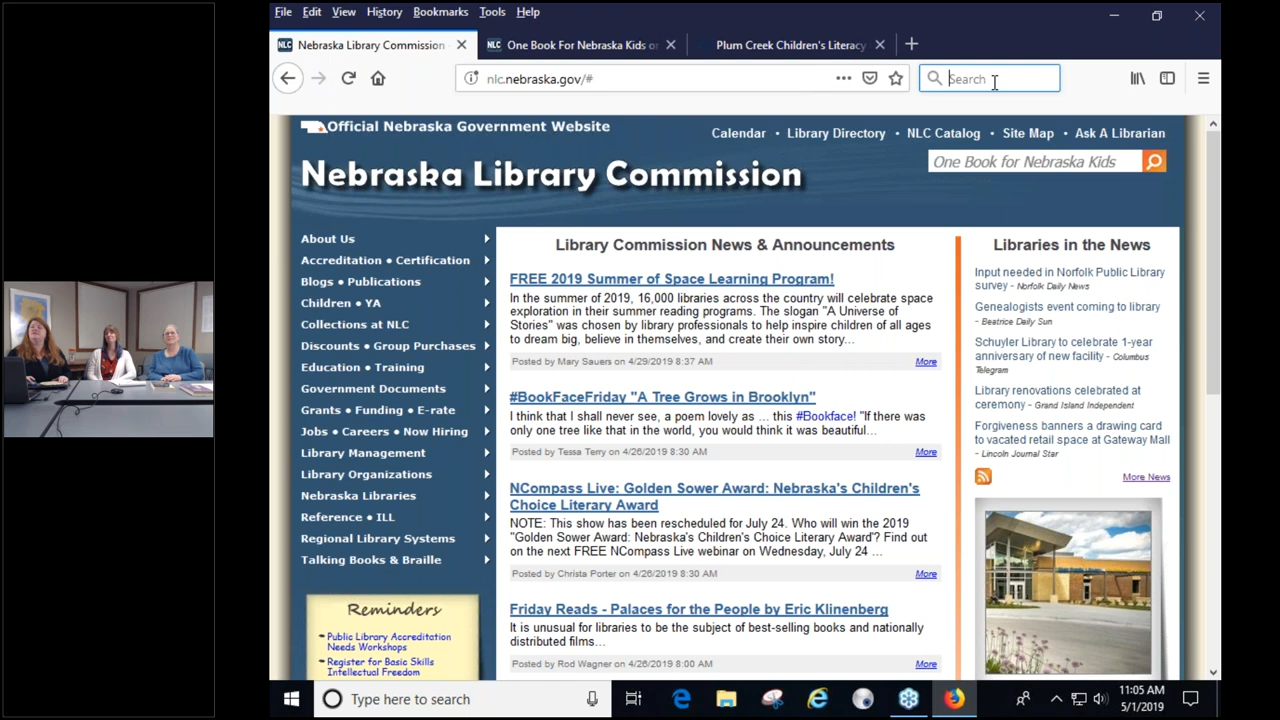 File Edit View History Bookmarks Tools Help
NLC Nebraska Library Commission -
NLC One Book For Nebraska Kids or
Plum Creek Children's Literacy
nlc.nebraska.gov/#
Search
Official Nebraska Government Website
Calendar • Library Directory • NLC Catalog • Site Map • Ask A Librarian
Nebraska Library Commission
One Book for Nebraska Kids
About Us
Accreditation • Certification
Blogs • Publications
Children • YA
Collections at NLC
Discounts • Group Purchases
Education • Training
Government Documents
Grants • Funding • E-rate
Jobs • Careers • Now Hiring
Library Management
Library Organizations
Nebraska Libraries
Reference • ILL
Regional Library Systems
Talking Books & Braille
Reminders
Public Library Accreditation
Needs Workshops
Register for Basic Skills
Intellectual Freedom
Library Commission News & Announcements
FREE 2019 Summer of Space Learning Program!
In the summer of 2019, 16,000 libraries across the country will celebrate space
exploration in their summer reading programs. The slogan "A Universe of
Stories" was chosen by library professionals to help inspire children of all ages
to dream big, believe in themselves, and create their own story...
Posted by Mary Sauers on 4/29/2019 8:37 AM More
#BookFaceFriday "A Tree Grows in Brooklyn"
I think that I shall never see, a poem lovely as ... this #Bookface! "If there was
only one tree like that in the world, you would think it was beautiful...
Posted by Tessa Terry on 4/26/2019 8:30 AM More
NCompass Live: Golden Sower Award: Nebraska's Children's
Choice Literary Award
NOTE: This show has been rescheduled for July 24. Who will win the 2019
"Golden Sower Award: Nebraska's Children's Choice Literary Award'? Find out
on the next FREE NCompass Live webinar on Wednesday, July 24 ...
Posted by Christa Porter on 4/26/2019 8:30 AM More
Friday Reads - Palaces for the People by Eric Klinenberg
It is unusual for libraries to be the subject of best-selling books and nationally
distributed films...
Posted by Rod Wagner on 4/26/2019 8:00 AM More
Libraries in the News
Input needed in Norfolk Public Library
survey - Norfolk Daily News
Genealogists event coming to library
- Beatrice Daily Sun
Schuyler Library to celebrate 1-year
anniversary of new facility - Columbus
Telegram
Library renovations celebrated at
ceremony - Grand Island Independent
Forgiveness banners a drawing card
to vacated retail space at Gateway Mall
- Lincoln Journal Star
More News
Type here to search
11:05 AM
5/1/2019